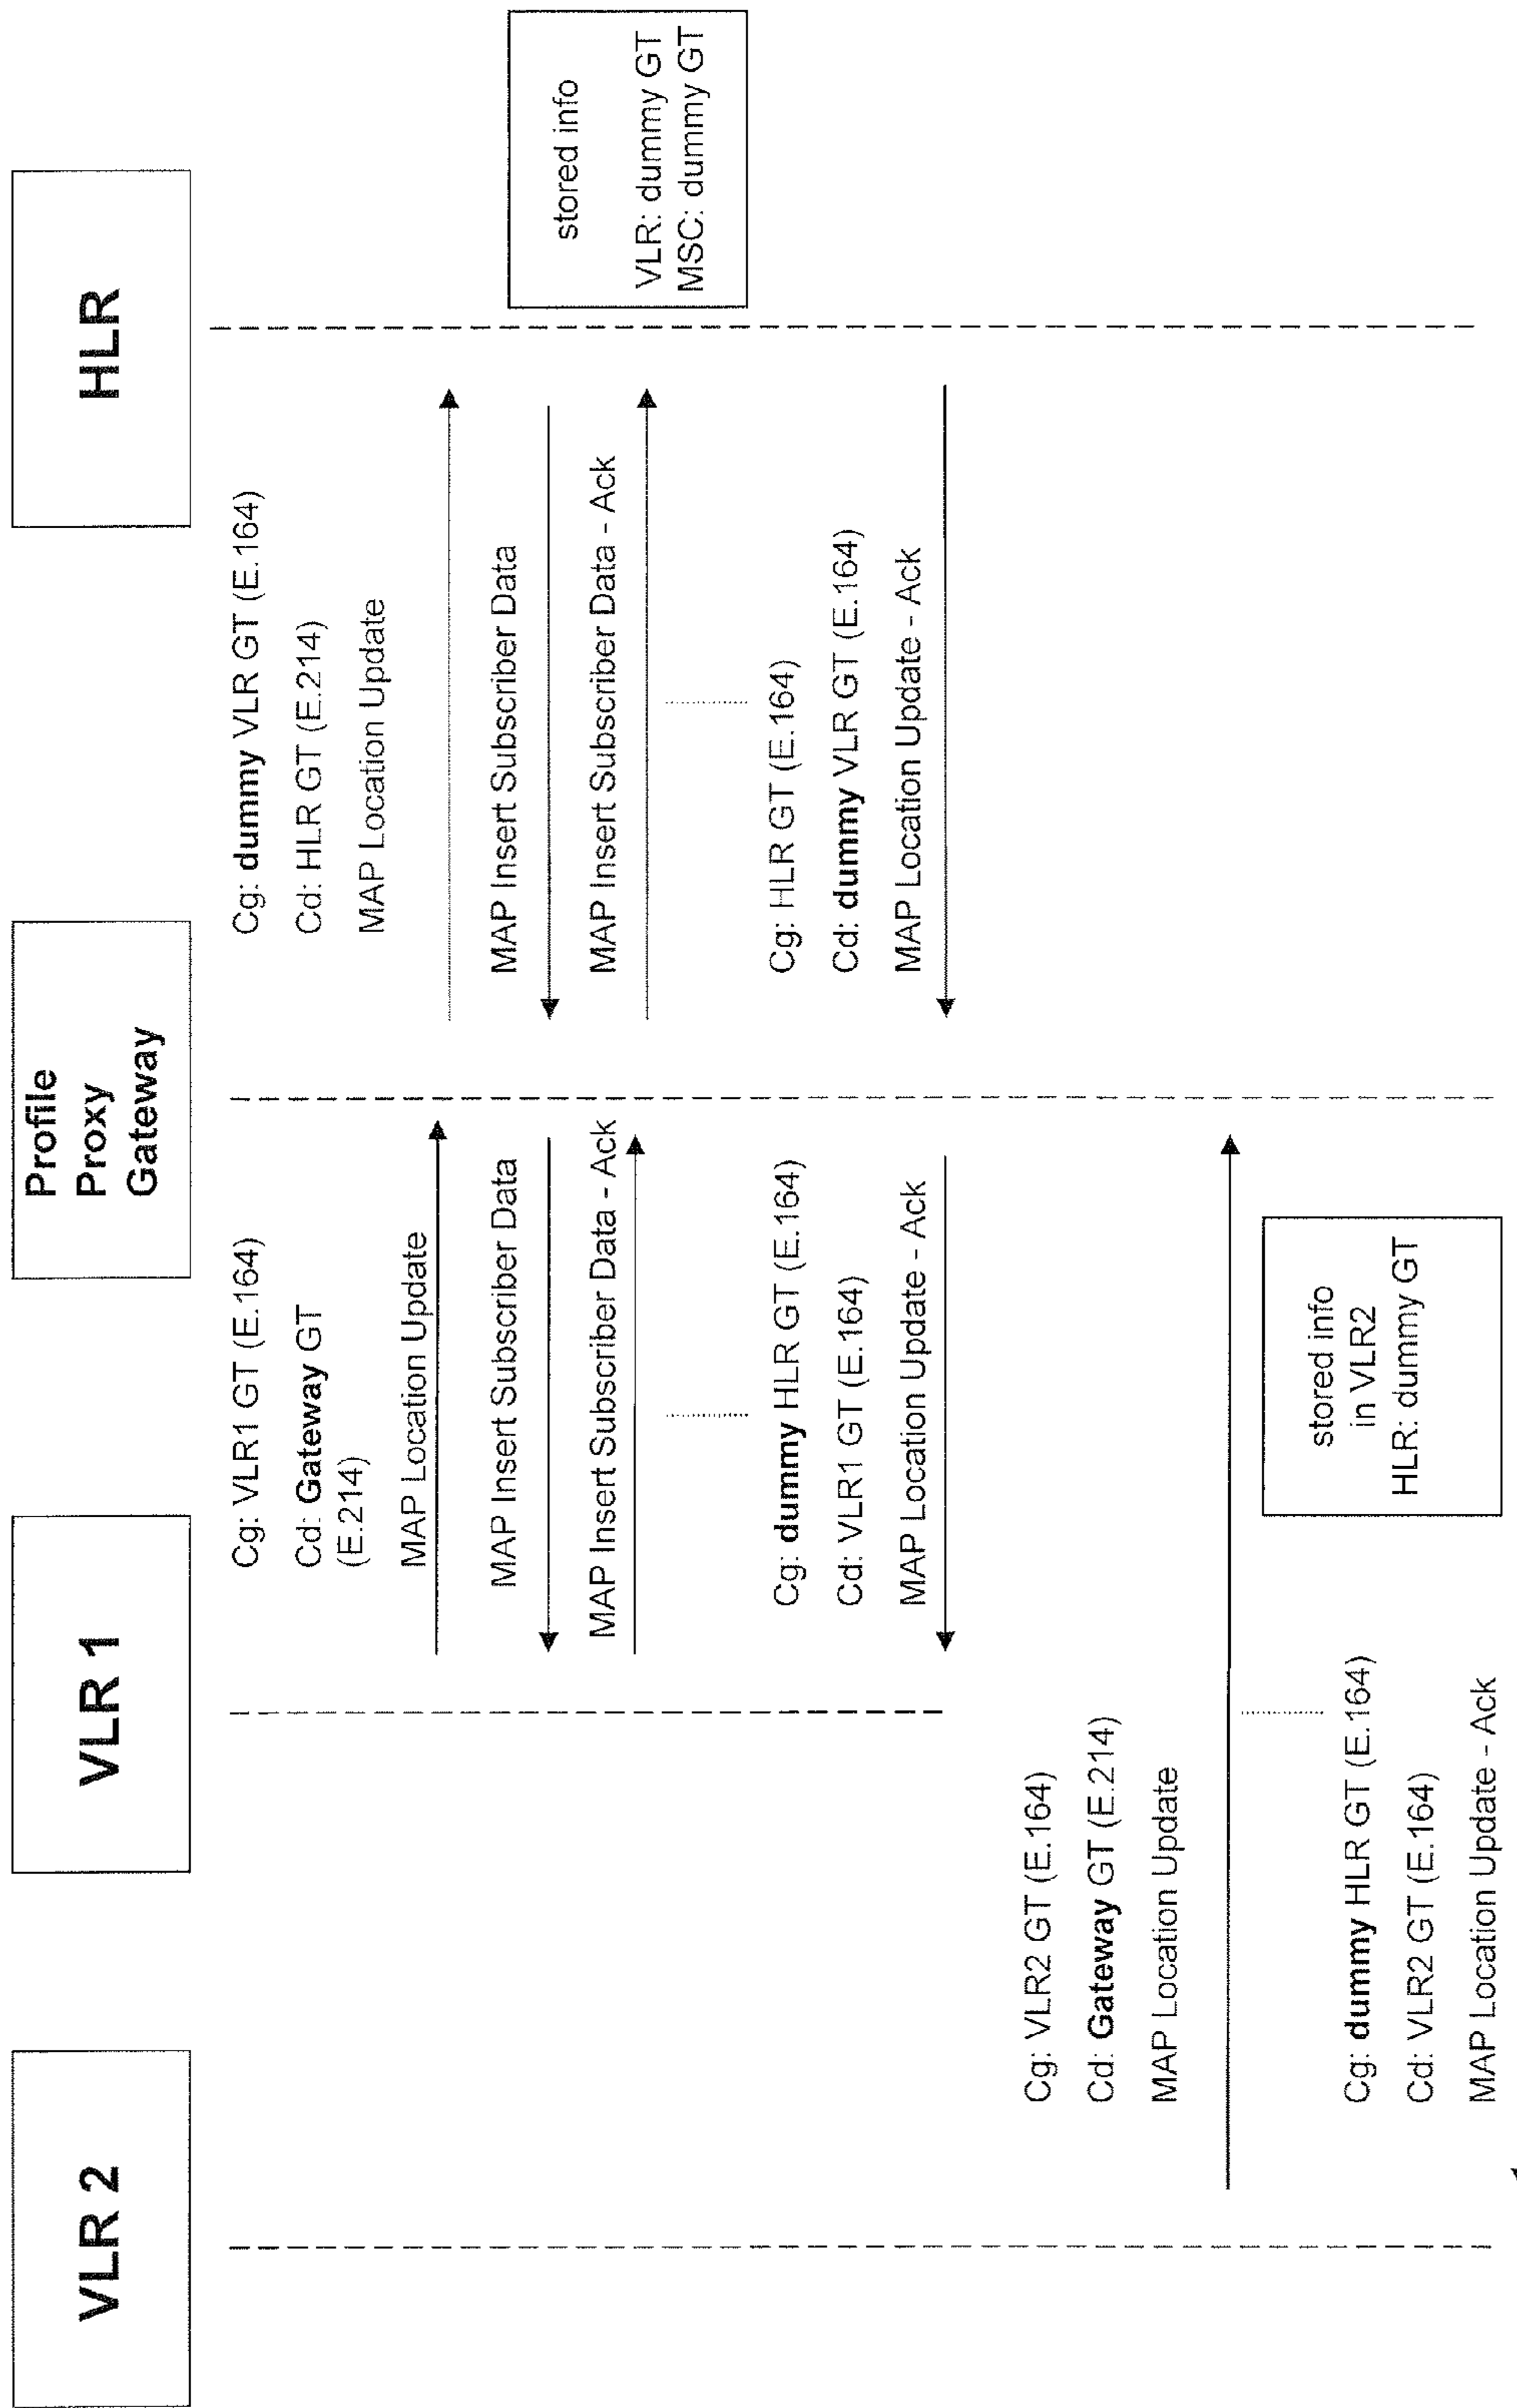 VLR 2
VLR 1
Profile
Proxy
Gateway
HLR
Cg: VLR1 GT (E.164)
Cd: Gateway GT
(E.214)
MAP Location Update
Cg: dummy VLR GT (E.164)
Cd: HLR GT (E.214)
MAP Location Update
MAP Insert Subscriber Data
MAP Insert Subscriber Data
MAP Insert Subscriber Data - Ack
MAP Insert Subscriber Data - Ack
stored info
VLR: dummy GT
MSC: dummy GT
Cg: dummy HLR GT (E.164)
Cd: VLR1 GT (E.164)
MAP Location Update - Ack
Cg: HLR GT (E.164)
Cd: dummy VLR GT (E.164)
MAP Location Update - Ack
Cg: VLR2 GT (E.164)
Cd: Gateway GT (E.214)
MAP Location Update
Cg: dummy HLR GT (E.164)
Cd: VLR2 GT (E.164)
MAP Location Update - Ack
stored info
in VLR2
HLR: dummy GT